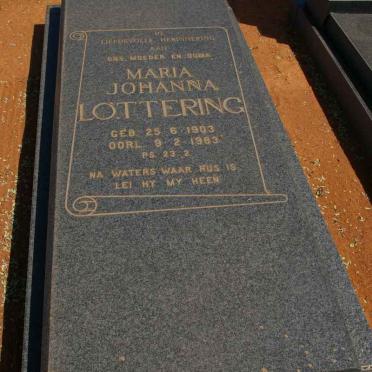 IN
LIEFDEVOLLE HERINNERING
AAN
ONS MOEDER EN OUMA
MARIA
JOHANNA
LOTTERING
GEB. 25 6 1903
OORL 9 2 1983
PS. 23 2
NA WATERS WAAR RUS IS
LEI HY MY HEEN